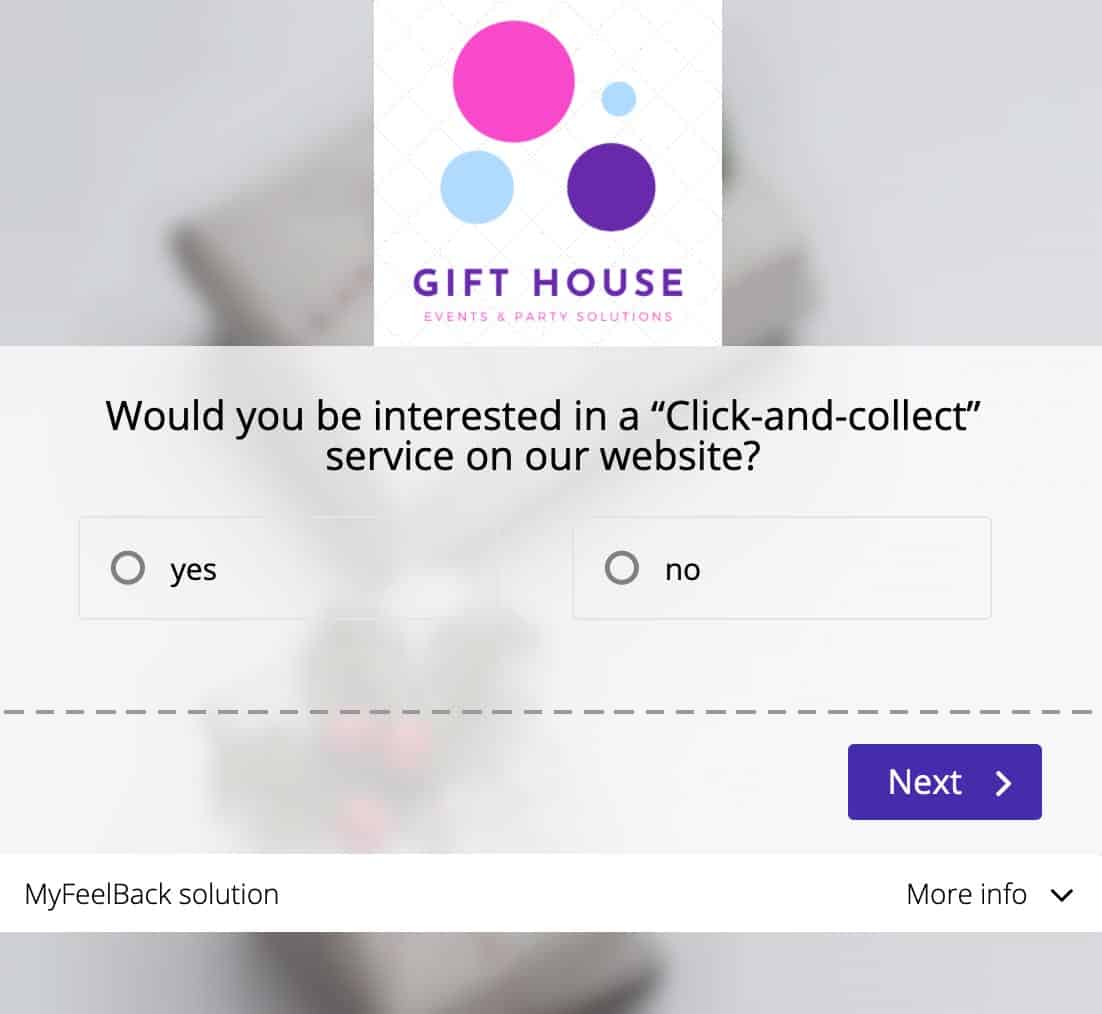 GIFT HOUSE
EVENTS & PARTY SOLUTIONS
Would you be interested in a “Click-and-collect”
service on our website?
yes
no
Next
MyFeelBack solution
More info